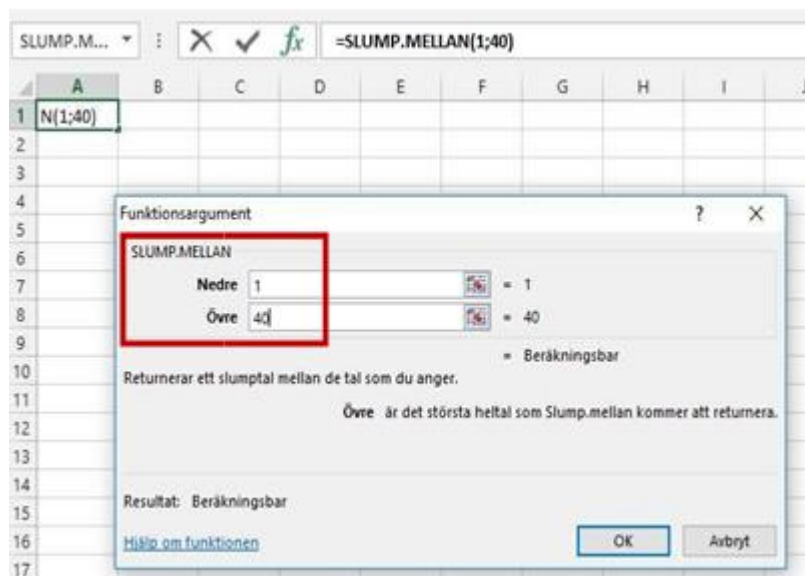 SLUMP.M... fx =SLUMP.MELLAN(1;40)
A B C D E F G H I J
1 N(1;40)
2
3
4
Funktionsargument ? X
5
SLUMP.MELLAN
6
7 Nedre 1 = 1
8 Övre 40 = 40
9
= Beräkningsbar
10 Returnerar ett slumptal mellan de tal som du anger.
11
Övre är det största heltal som Slump.mellan kommer att returnera.
12
13
14
Resultat: Beräkningsbar
15
16 Hjälp om funktionen OK Avbryt
17